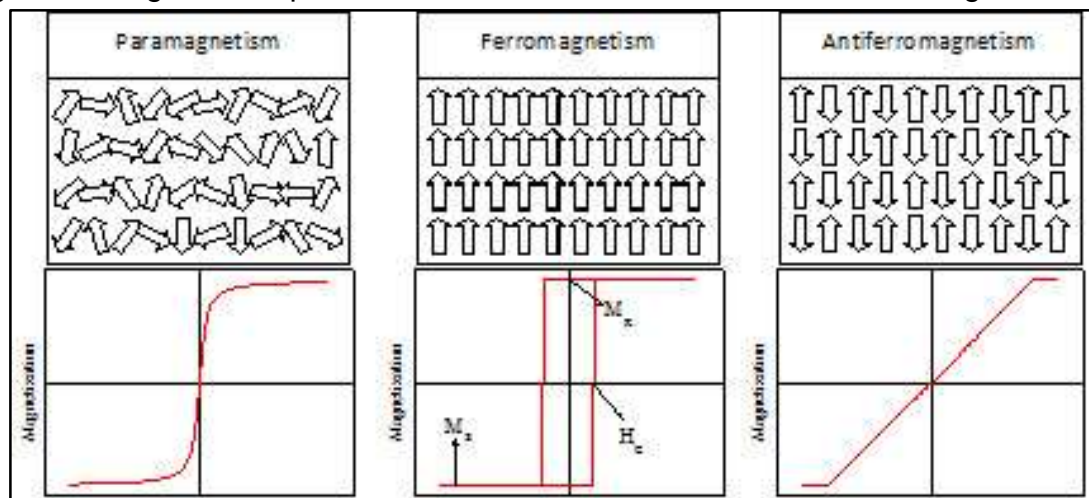 Paramagnetism
Ferromagnetism
Antiferromagnetism
Magnetization
Magnetization
Magnetization
M
H
M